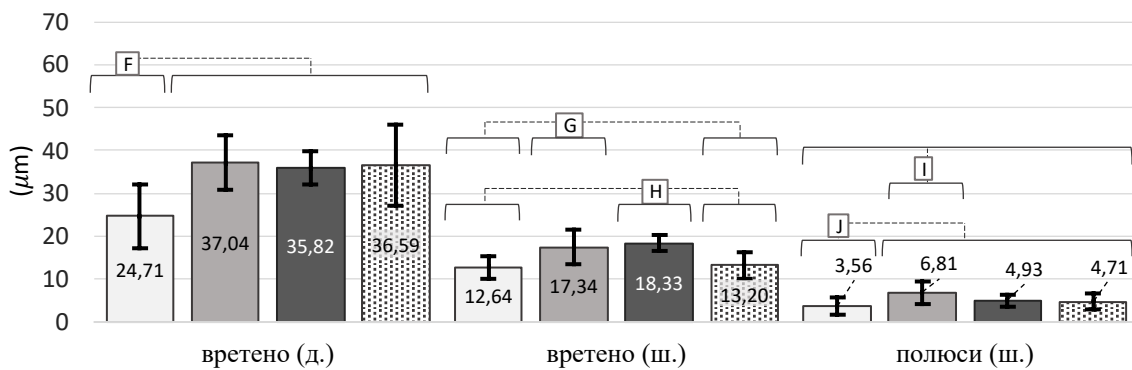 70
60
F
50
G
40
(μm)
I
30
H
20
J
37,04 35,82 36,59
3,56 6,81 4,93 4,71
24,71
10
17,34 18,33
12,64 13,20
0
вретено (д.) вретено (ш.) полюси (ш.)